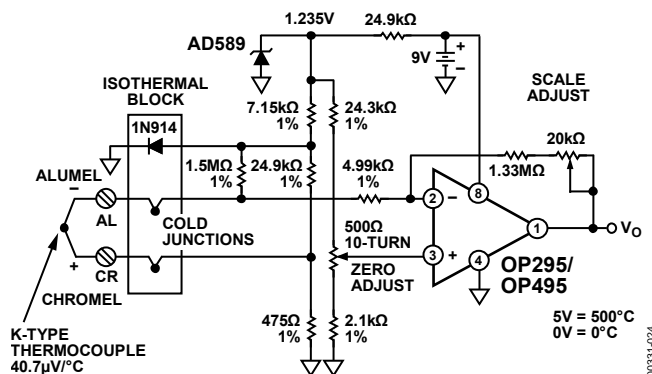 1.235V
24.9kΩ
AD589
9V
+
–
ISOTHERMAL
BLOCK
SCALE
ADJUST
1N914
7.15kΩ
1%
24.3kΩ
1%
20kΩ
1.33MΩ
ALUMEL
1.5MΩ
1%
24.9kΩ
1%
4.99kΩ
1%
–
AL
COLD
JUNCTIONS
2
–
8
1
VO
500Ω
10-TURN
3
+
4
ZERO
ADJUST
OP295/
OP495
+
CR
CHROMEL
475Ω
1%
2.1kΩ
1%
5V = 500°C
0V = 0°C
K-TYPE
THERMOCOUPLE
40.7µV/°C
00331-024